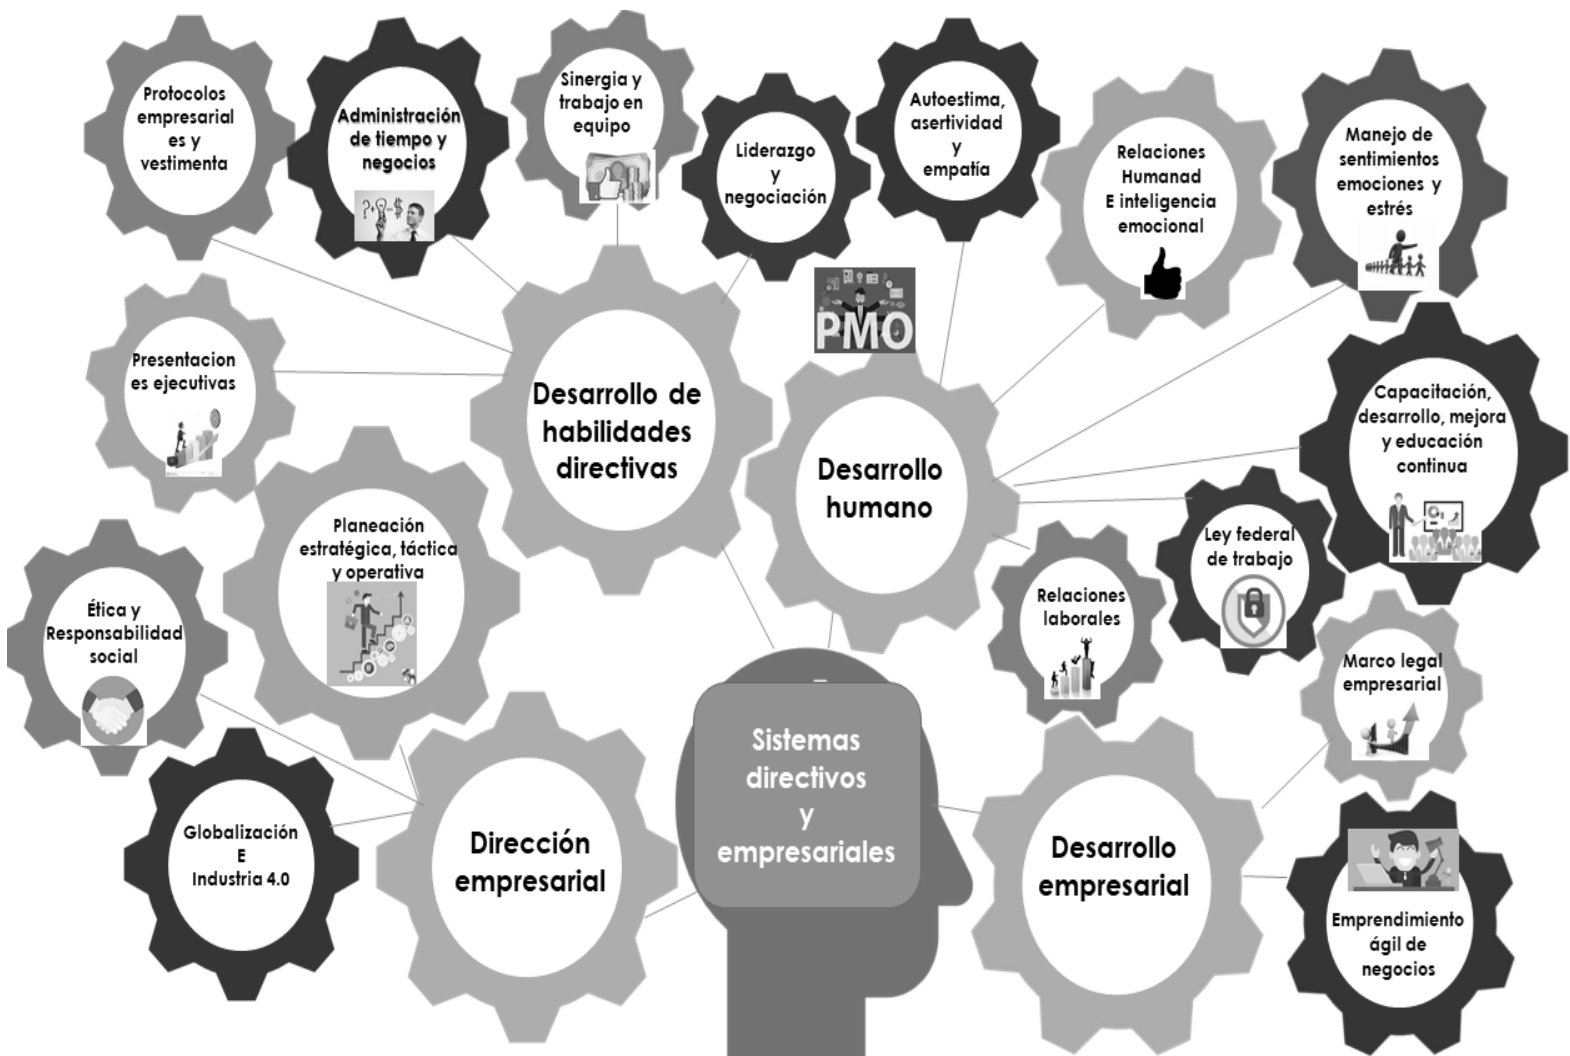 Protocolos
empresarial
es y
vestimenta
Administración
de tiempo y
negocios
?+ =$
Sinergia y
trabajo en
equipo
Liderazgo
y
negociación
Autoestima,
asertividad
y
empatía
Relaciones
Humanad
E inteligencia
emocional
Manejo de
sentimientos
emociones y
estrés
PMO
Presentacion
es ejecutivas
Desarrollo de
habilidades
directivas
Desarrollo
humano
Capacitación,
desarrollo, mejora
y educación
continua
Planeación
estratégica, táctica
y operativa
Ley federal
de trabajo
Ética y
Responsabilidad
social
Relaciones
laborales
Marco legal
empresarial
Sistemas
directivos
y
empresariales
Globalización
E
Industria 4.0
Dirección
empresarial
Desarrollo
empresarial
Emprendimiento
ágil de
negocios